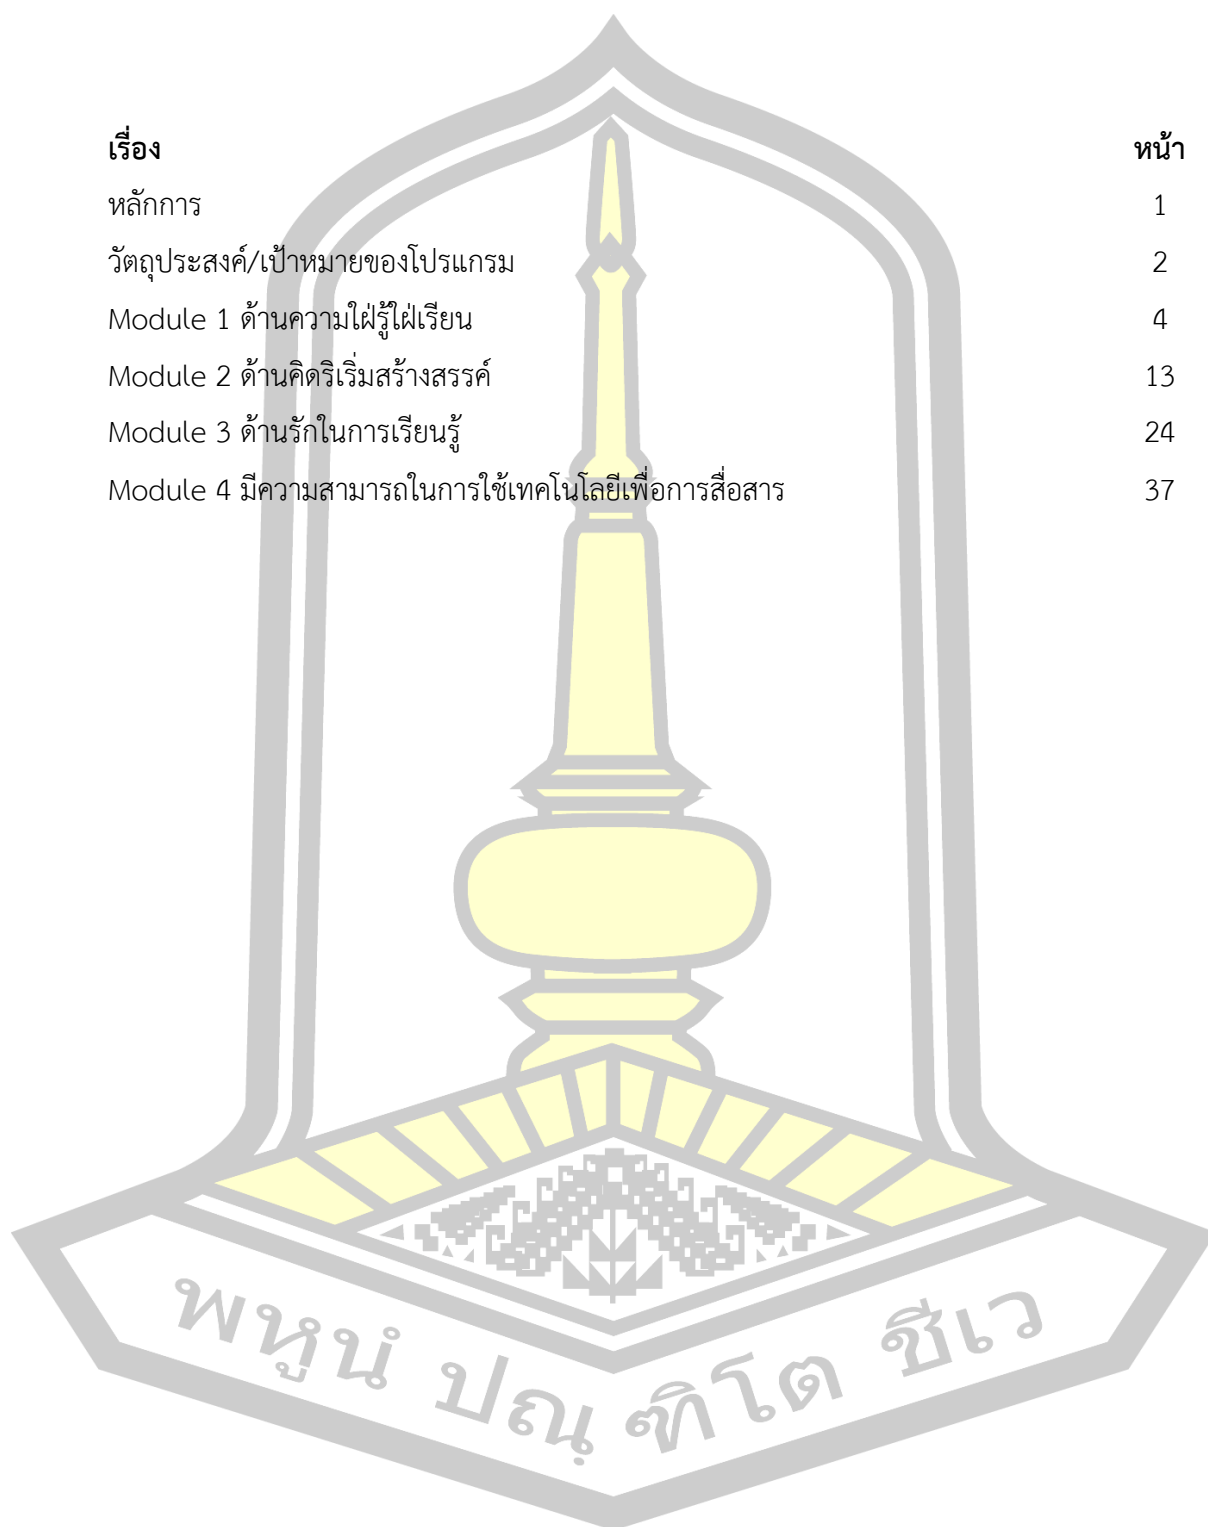 เรื่อง หน้า
หลักการ 1
วัตถุประสงค์/เป้าหมายของโปรแกรม 2
Module 1 ด้านความใฝ่รู้ใฝ่เรียน 4
Module 2 ด้านคิดริเริ่มสร้างสรรค์ 13
Module 3 ด้านรักในการเรียนรู้ 24
Module 4 มีความสามารถในการใช้เทคโนโลยีเพื่อการสื่อสาร 37
พหูนํ ปณฺฑิโต ชีเว